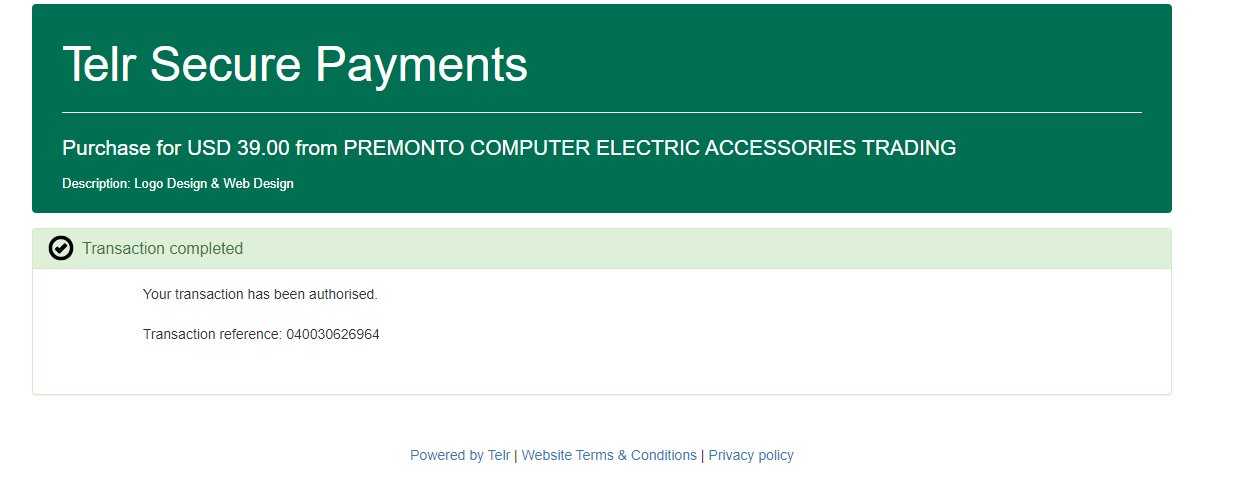 Telr Secure Payments
Purchase for USD 39.00 from PREMONTO COMPUTER ELECTRIC ACCESSORIES TRADING
Description: Logo Design & Web Design
Transaction completed
Your transaction has been authorised.
Transaction reference: 040030626964
Powered by Telr | Website Terms & Conditions | Privacy policy